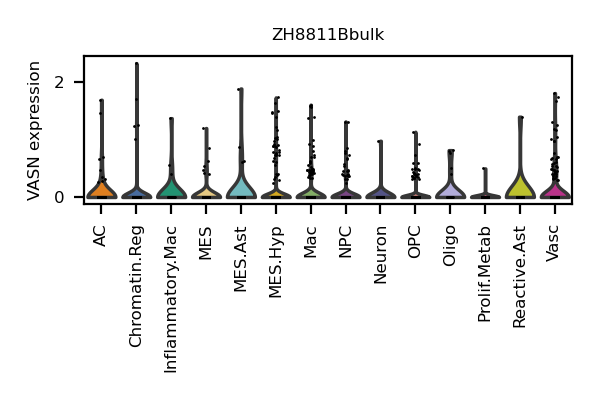 ZH8811Bbulk
VASN expression
2
0
AC
Chromatin.Reg
Inflammatory.Mac
MES
MES.Ast
MES.Hyp
Mac
NPC
Neuron
OPC
Oligo
Prolif.Metab
Reactive.Ast
Vasc